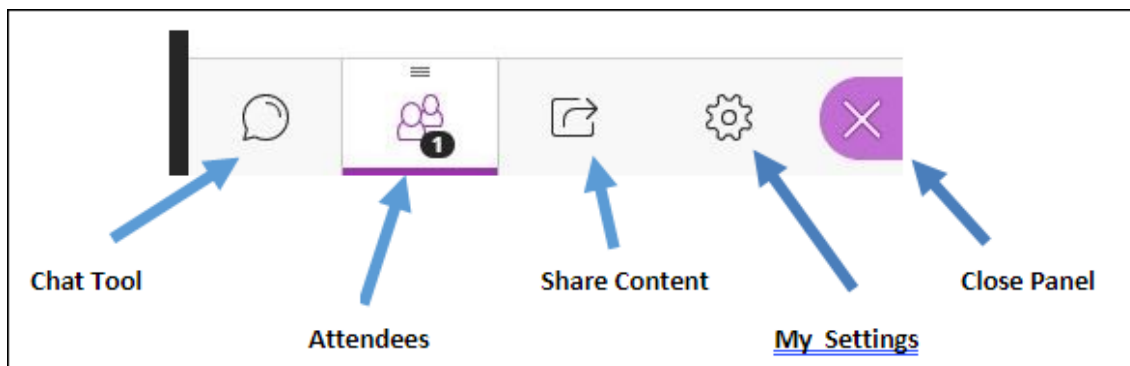 1
Chat Tool
Share Content
Close Panel
Attendees
My Settings